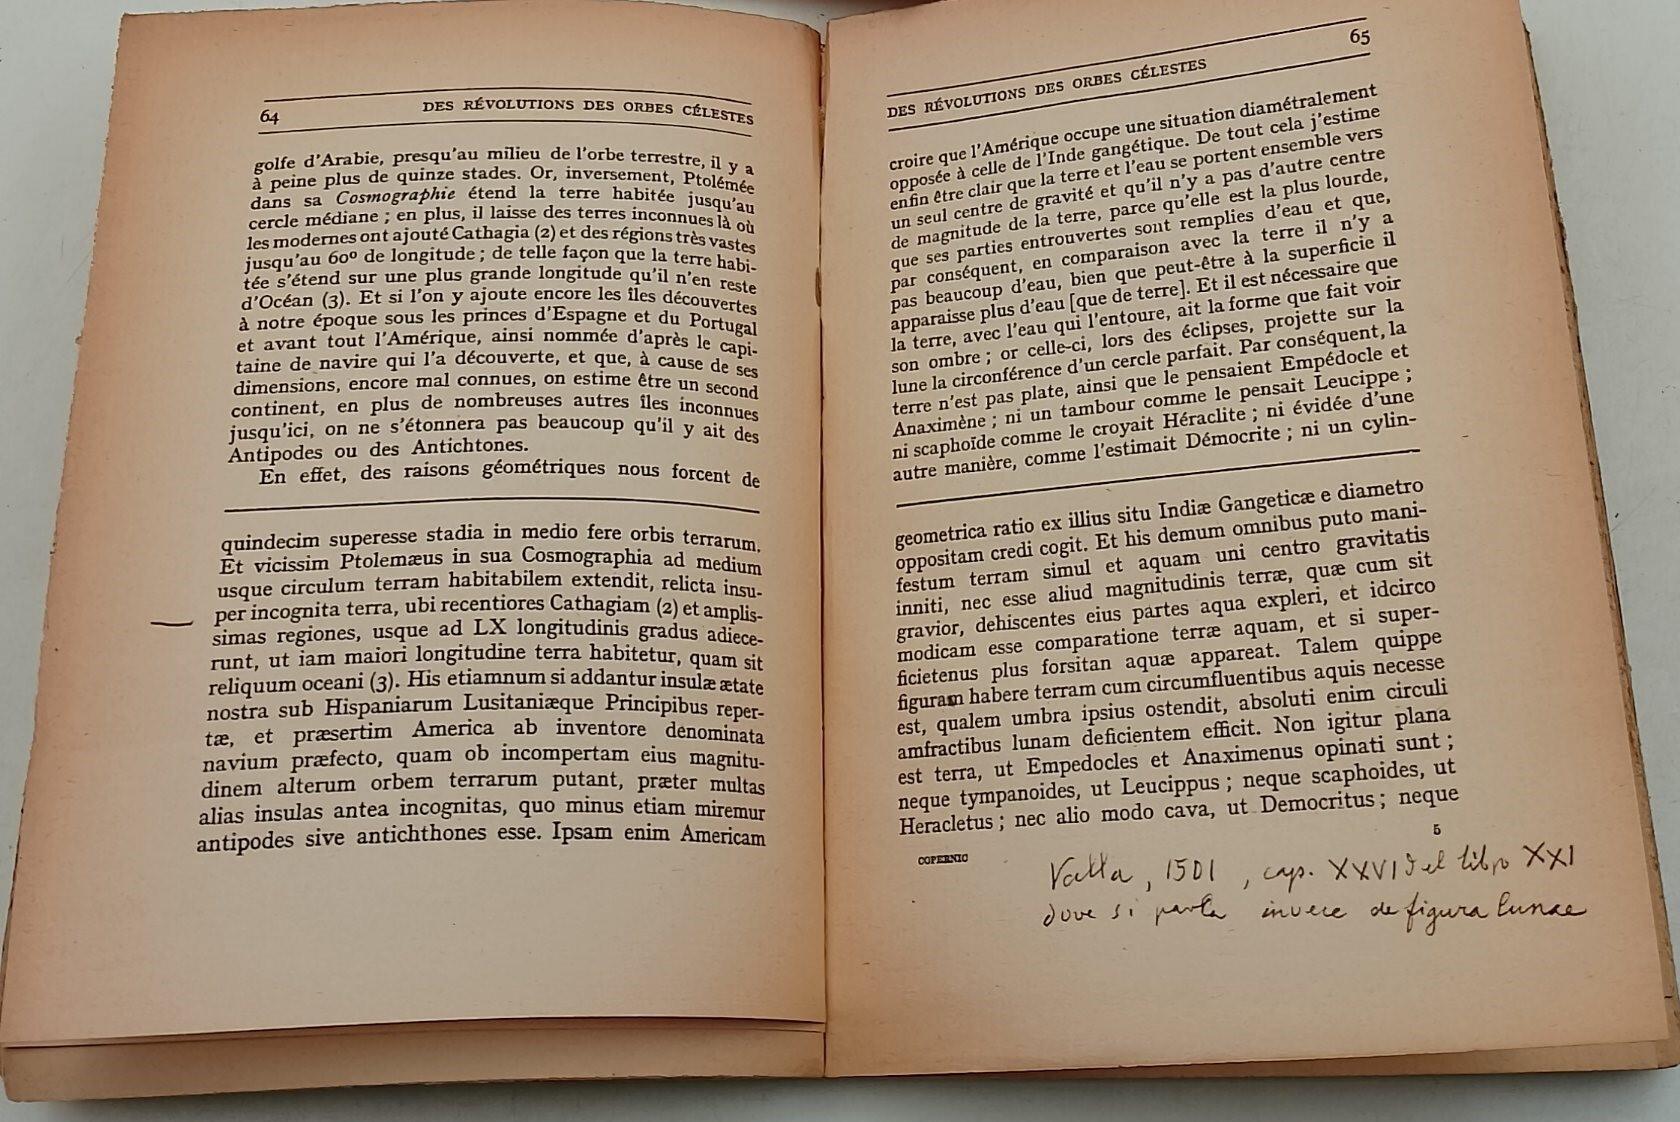 64
DES RÉVOLUTIONS DES ORBES CÉLESTES
golfe d'Arabie, presqu'au milieu de l'orbe terrestre, il y a
à peine plus de quinze stades. Or, inversement, Ptolémée
dans sa Cosmographie étend la terre habitée jusqu'au
cercle médiane ; en plus, il laisse des terres inconnues là où
les modernes ont ajouté Cathagia (2) et des régions très vastes
jusqu'au 60º de longitude ; de telle façon que la terre habi-
tée s'étend sur une plus grande longitude qu'il n'en reste
d'Océan (3). Et si l'on y ajoute encore les îles découvertes
à notre époque sous les princes d'Espagne et du Portugal
et avant tout l'Amérique, ainsi nommée d'après le capi-
taine de navire qui l'a découverte, et que, à cause de ses
dimensions, encore mal connues, on estime être un second
continent, en plus de nombreuses autres îles inconnues
jusqu'ici, on ne s'étonnera pas beaucoup qu'il y ait des
Antipodes ou des Antichtones.
En effet, des raisons géométriques nous forcent de
quindecim superesse stadia in medio fere orbis terrarum.
Et vicissim Ptolemæus in sua Cosmographia ad medium
usque circulum terram habitabilem extendit, relicta insu-
per incognita terra, ubi recentiores Cathagiam (2) et amplis-
simas regiones, usque ad LX longitudinis gradus adiece-
runt, ut iam maiori longitudine terra habitetur, quam sit
reliquum oceani (3). His etiamnum si addantur insulæ ætate
nostra sub Hispaniarum Lusitaniæque Principibus reper-
tæ, et præsertim America ab inventore denominata
navium præfecto, quam ob incompertam eius magnitu-
dinem alterum orbem terrarum putant, præter multas
alias insulas antea incognitas, quo minus etiam miremur
antipodes sive antichthones esse. Ipsam enim Americam
65
DES RÉVOLUTIONS DES ORBES CÉLESTES
croire que l'Amérique occupe une situation diamétralement
opposée à celle de l'Inde gangétique. De tout cela j'estime
enfin être clair que la terre et l'eau se portent ensemble vers
un seul centre de gravité et qu'il n'y a pas d'autre centre
de magnitude de la terre, parce qu'elle est la plus lourde,
que ses parties entrouvertes sont remplies d'eau et que,
par conséquent, en comparaison avec la terre il n'y a
pas beaucoup d'eau, bien que peut-être à la superficie il
apparaisse plus d'eau [que de terre]. Et il est nécessaire que
la terre, avec l'eau qui l'entoure, ait la forme que fait voir
son ombre ; or celle-ci, lors des éclipses, projette sur la
lune la circonférence d'un cercle parfait. Par conséquent, la
terre n'est pas plate, ainsi que le pensaient Empédocle et
Anaximène ; ni un tambour comme le pensait Leucippe ;
ni scaphoïde comme le croyait Héraclite ; ni évidée d'une
autre manière, comme l'estimait Démocrite ; ni un cylin-
geometrica ratio ex illius situ Indiæ Gangeticæ e diametro
oppositam credi cogit. Et his demum omnibus puto mani-
festum terram simul et aquam uni centro gravitatis
inniti, nec esse aliud magnitudinis terræ, quæ cum sit
gravior, dehiscentes eius partes aqua expleri, et idcirco
modicam esse comparatione terræ aquam, et si super-
ficietenus plus forsitan aquæ appareat. Talem quippe
figuram habere terram cum circumfluentibus aquis necesse
est, qualem umbra ipsius ostendit, absoluti enim circuli
amfractibus lunam deficientem efficit. Non igitur plana
est terra, ut Empedocles et Anaximenus opinati sunt ;
neque tympanoides, ut Leucippus ; neque scaphoides, ut
Heracletus ; nec alio modo cava, ut Democritus ; neque
COPERNIC
5
Valla, 1501, cap. XXVI del libro XXI
dove si parla invece de figura lunae